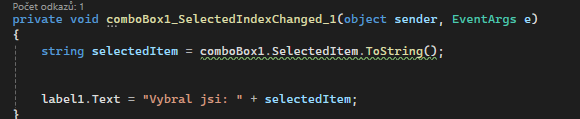 Počet odkazů: 1
private void comboBox1_SelectedIndexChanged_1(object sender, EventArgs e)
{
string selectedItem = comboBox1.SelectedItem.ToString();
label1.Text = "Vybral jsi: " + selectedItem;
}